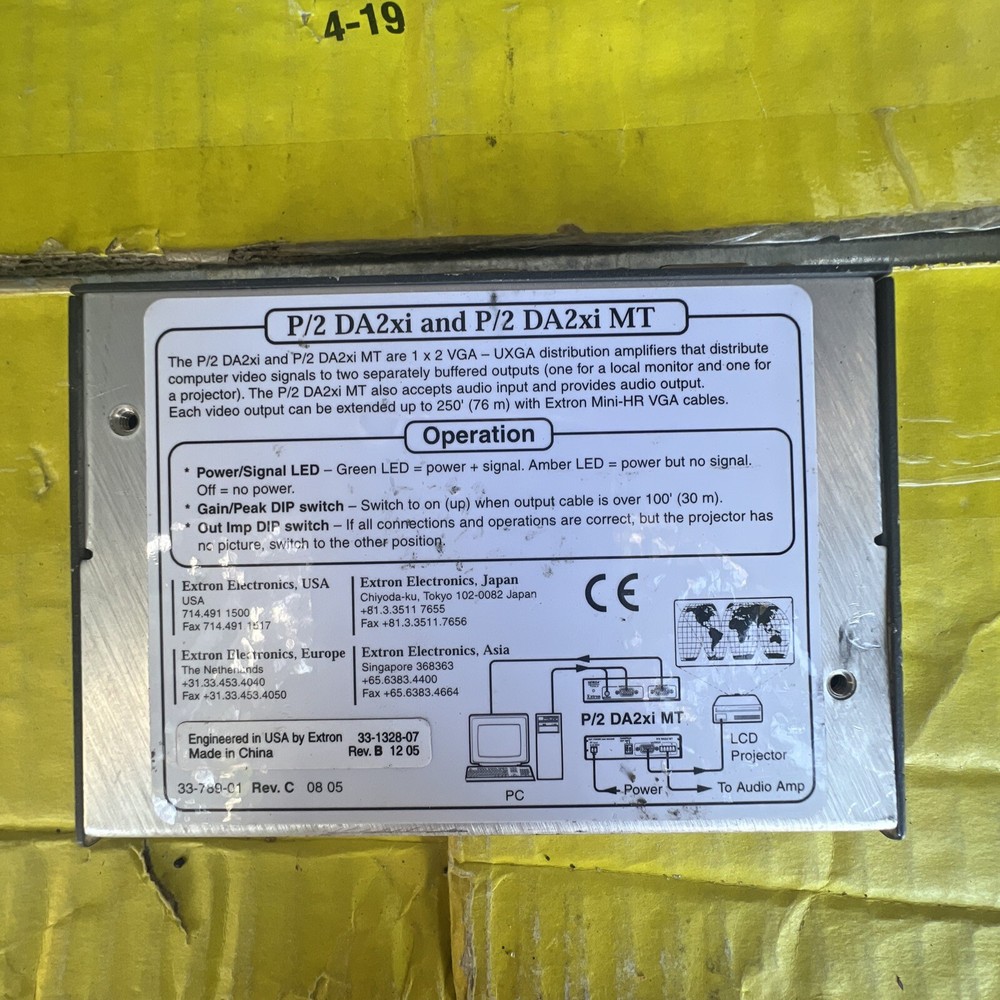 4-19
P/2 DA2xi and P/2 DA2xi MT
The P/2 DA2xi and P/2 DA2xi MT are 1 x 2 VGA – UXGA distribution amplifiers that distribute
computer video signals to two separately buffered outputs (one for a local monitor and one for
a projector). The P/2 DA2xi MT also accepts audio input and provides audio output.
Each video output can be extended up to 250' (76 m) with Extron Mini-HR VGA cables.
Operation
* Power/Signal LED – Green LED = power + signal. Amber LED = power but no signal.
Off = no power.
* Gain/Peak DIP switch – Switch to on (up) when output cable is over 100' (30 m).
* Out Imp DIP switch – If all connections and operations are correct, but the projector has
no picture, switch to the other position.
Extron Electronics, USA
USA
714.491 1500
Fax 714.491 1517
Extron Electronics, Japan
Chiyoda-ku, Tokyo 102-0082 Japan
+81.3.3511 7655
Fax +81.3.3511.7656
CE
Extron Electronics, Europe
The Netherlands
+31.33.453.4040
Fax +31.33.453.4050
Extron Electronics, Asia
Singapore 368363
+65.6383.4400
Fax +65.6383.4664
Engineered in USA by Extron 33-1328-07
Made in China Rev. B 12 05
33-769-01 Rev. C 08 05
P/2 DA2xi MT
LCD
Projector
PC
Power
To Audio Amp